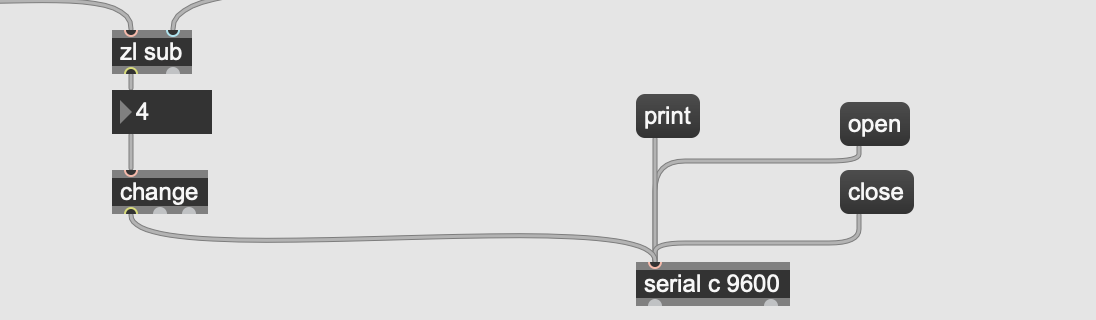 zl sub
4
change
print
open
close
serial c 9600